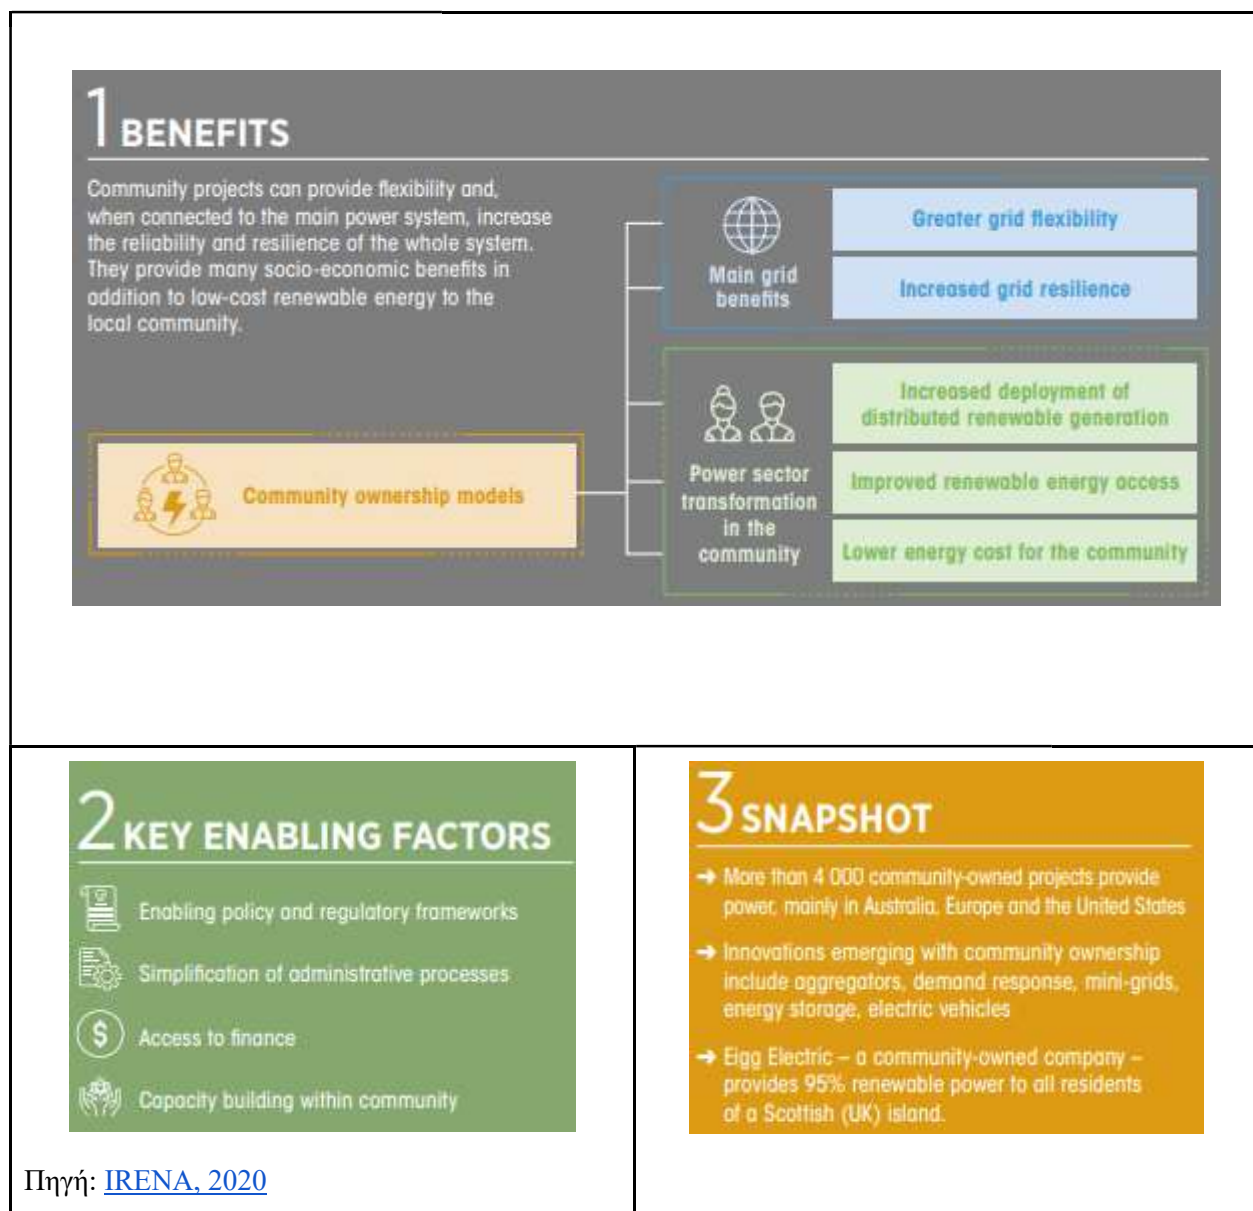 1 BENEFITS
Community projects can provide flexibility and,
when connected to the main power system, increase
the reliability and resilience of the whole system.
They provide many socio-economic benefits in
addition to low-cost renewable energy to the
local community.
Community ownership models
Main grid
benefits
Greater grid flexibility
Increased grid resilience
Power sector
transformation
in the
community
Increased deployment of
distributed renewable generation
Improved renewable energy access
Lower energy cost for the community
2 KEY ENABLING FACTORS
Enabling policy and regulatory frameworks
Simplification of administrative processes
$
Access to finance
Capacity building within community
Πηγή: IRENA, 2020
3 SNAPSHOT
➔ More than 4 000 community-owned projects provide
power, mainly in Australia, Europe and the United States
➔ Innovations emerging with community ownership
include aggregators, demand response, mini-grids,
energy storage, electric vehicles
➔ Eigg Electric – a community-owned company –
provides 95% renewable power to all residents
of a Scottish (UK) island.